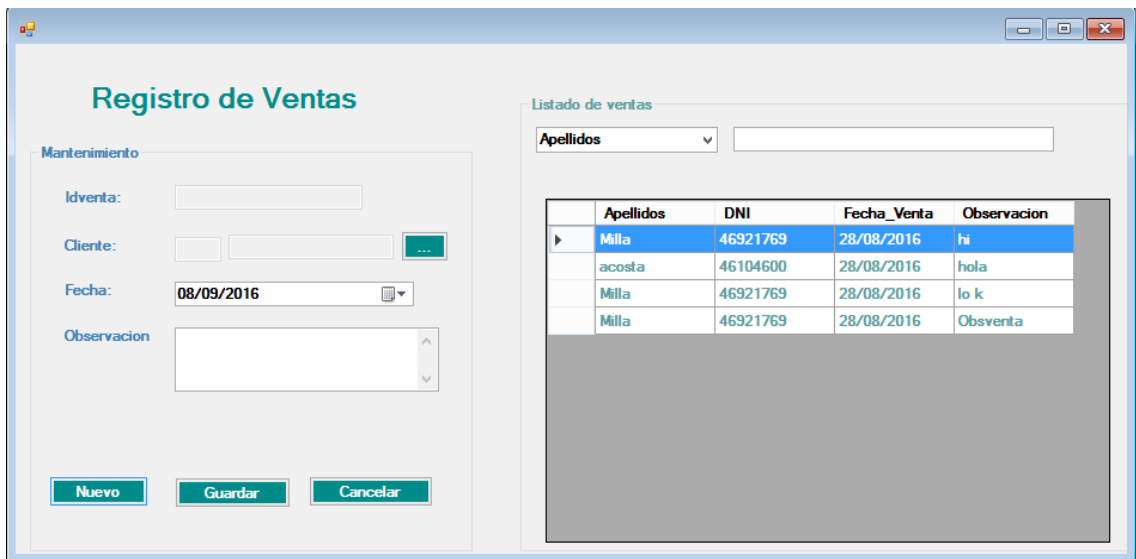 Registro de Ventas
Mantenimiento
Idventa:
Cliente:
...
Fecha:
08/09/2016
Observacion
Nuevo
Guardar
Cancelar
Listado de ventas
Apellidos
Apellidos DNI Fecha_Venta Observacion
Milla 46921769 28/08/2016 hi
acosta 46104600 28/08/2016 hola
Milla 46921769 28/08/2016 lo k
Milla 46921769 28/08/2016 Obsventa